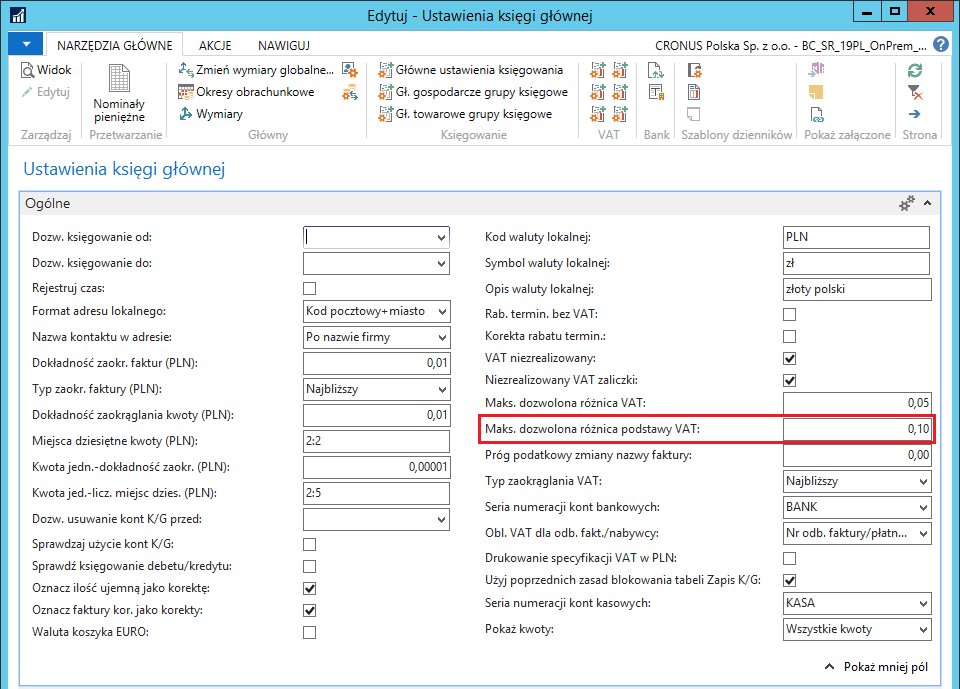 Edytuj - Ustawienia księgi głównej
NARZĘDZIA GŁÓWNE
AKCJE
NAWIGUJ
CRONUS Polska Sp. z o.o. - BC_SR_19PL_OnPrem_...
Widok
Edytuj
Zarządzaj
Nominały
pieniężne
Przetwarzanie
Zmień wymiary globalne...
Okresy obrachunkowe
Wymiary
Główny
Główne ustawienia księgowania
Gł. gospodarcze grupy księgowe
Gł. towarowe grupy księgowe
Księgowanie
VAT
Bank
Szablony dzienników
Pokaż załączone
Strona
Ustawienia księgi głównej
Ogólne
Dozw. księgowanie od:
Dozw. księgowanie do:
Rejestruj czas:
Format adresu lokalnego: Kod pocztowy+miasto
Nazwa kontaktu w adresie: Po nazwie firmy
Dokładność zaokr. faktur (PLN): 0,01
Typ zaokr. faktury (PLN): Najbliższy
Dokładność zaokrąglania kwoty (PLN): 0,01
Miejsca dziesiętne kwoty (PLN): 2:2
Kwota jedn.-dokładność zaokr. (PLN): 0,00001
Kwota jed.-licz. miejsc dzies. (PLN): 2:5
Dozw. usuwanie kont K/G przed:
Sprawdzaj użycie kont K/G:
Sprawdź księgowanie debetu/kredytu:
Oznacz ilość ujemną jako korektę:
Oznacz faktury kor. jako korekty:
Waluta koszyka EURO:
Kod waluty lokalnej: PLN
Symbol waluty lokalnej: zł
Opis waluty lokalnej: złoty polski
Rab. termin. bez VAT:
Korekta rabatu termin.:
VAT niezrealizowany:
Niezrealizowany VAT zaliczki:
Maks. dozwolona różnica VAT: 0,05
Maks. dozwolona różnica podstawy VAT: 0,10
Próg podatkowy zmiany nazwy faktury: 0,00
Typ zaokrąglania VAT: Najbliższy
Seria numeracji kont bankowych: BANK
Obl. VAT dla odb. fakt./nabywcy: Nr odb. faktury/płatn...
Drukowanie specyfikacji VAT w PLN:
Użyj poprzednich zasad blokowania tabeli Zapis K/G:
Seria numeracji kont kasowych: KASA
Pokaż kwoty: Wszystkie kwoty
Pokaż mniej pól